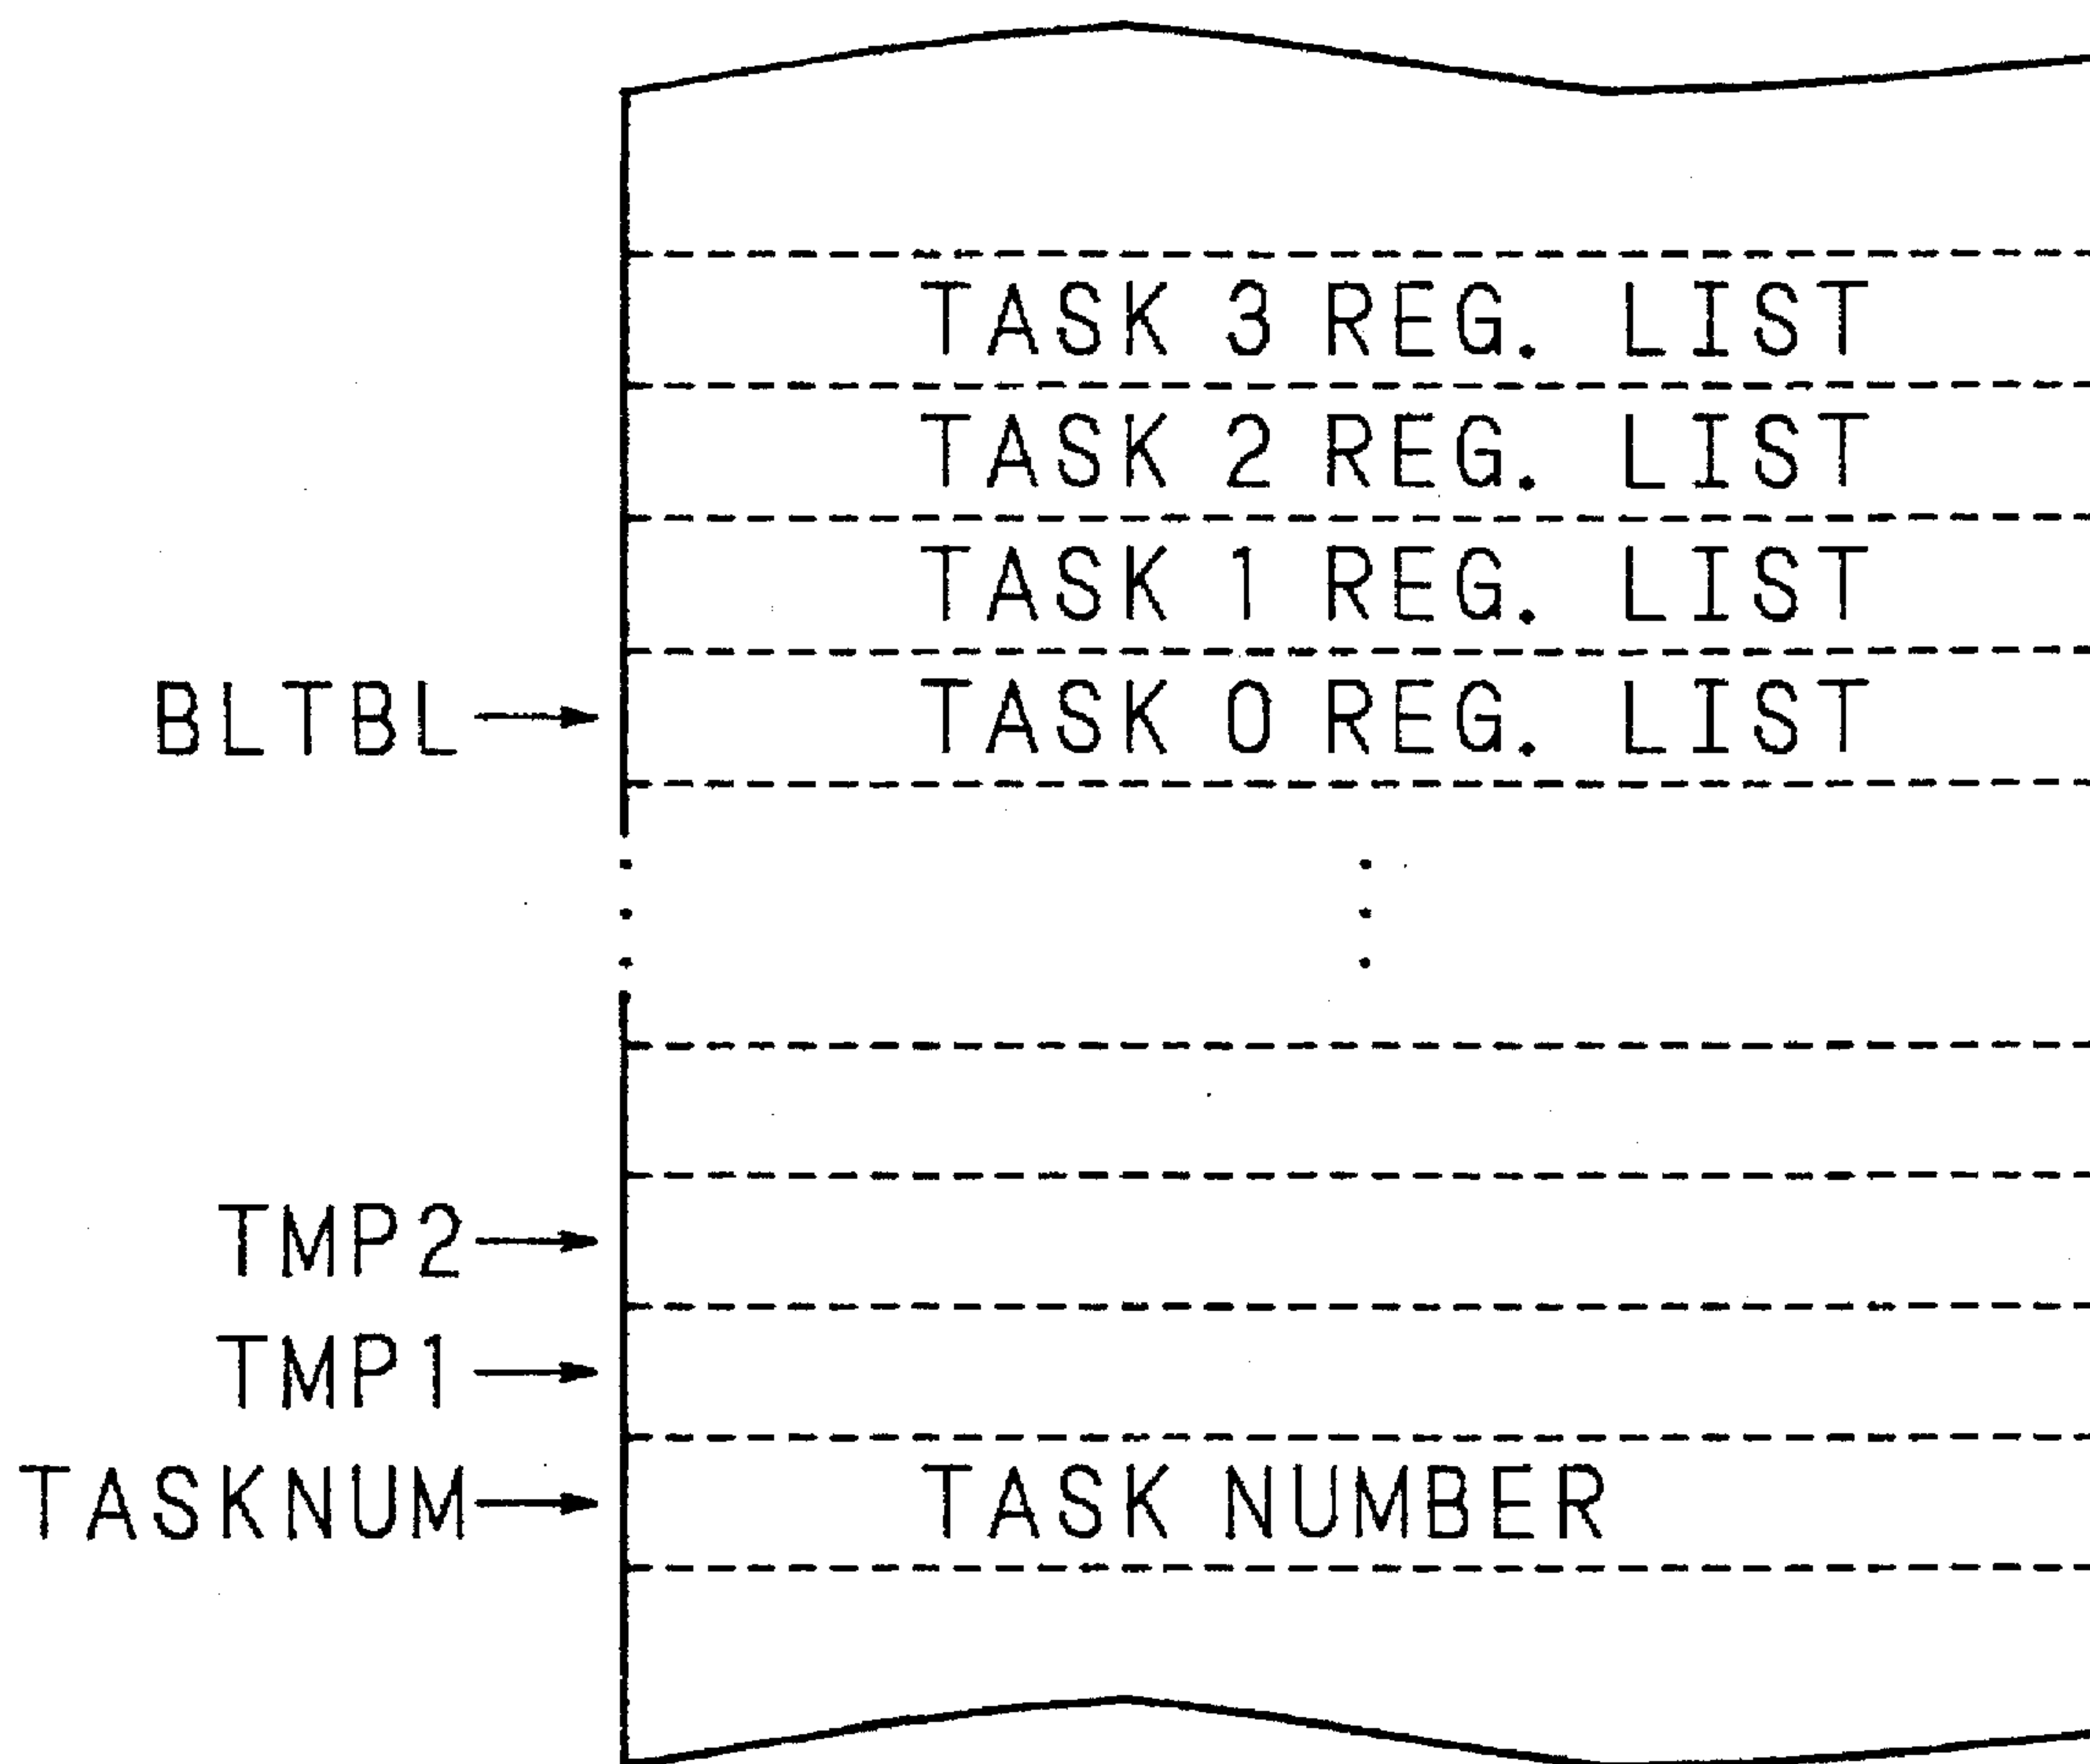 TASK 3 REG. LIST
TASK 2 REG. LIST
TASK 1 REG. LIST
BLTBL TASK 0 REG. LIST
TMP2
TMP1
TASKNUM TASK NUMBER